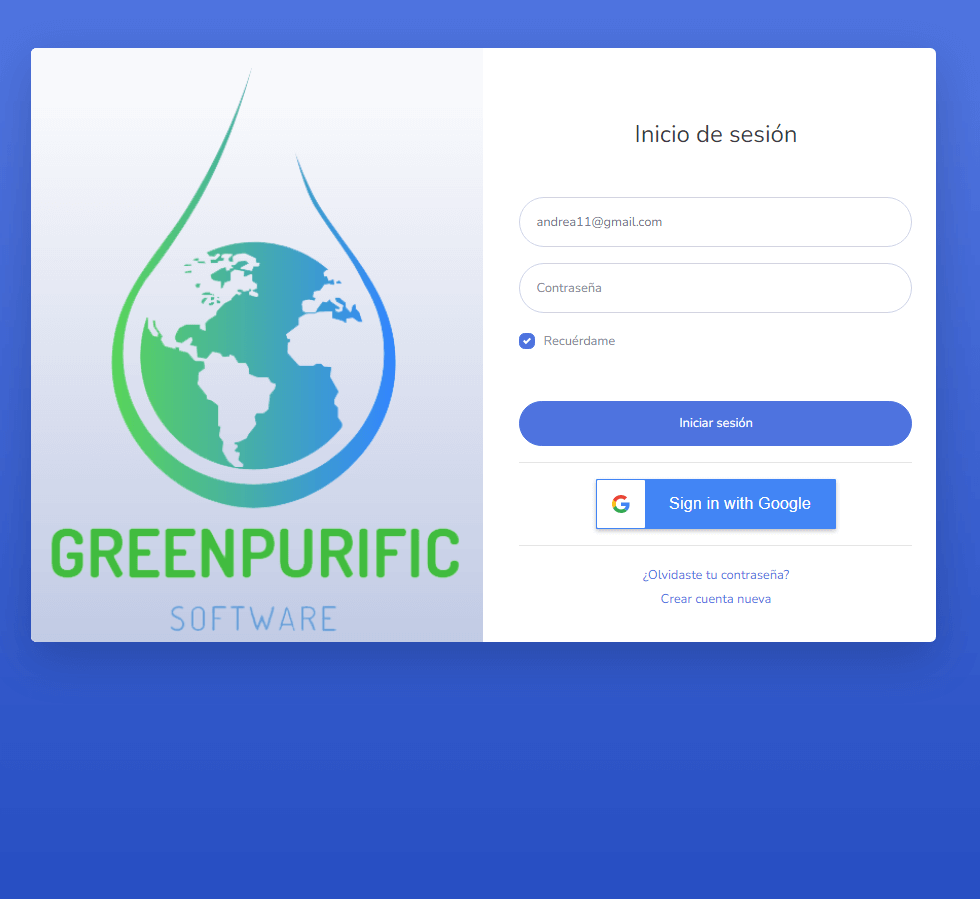 GREENPURIFIC
SOFTWARE
Inicio de sesión
andrea11@gmail.com
Contraseña
Recuérdame
Iniciar sesión
Sign in with Google
¿Olvidaste tu contraseña?
Crear cuenta nueva